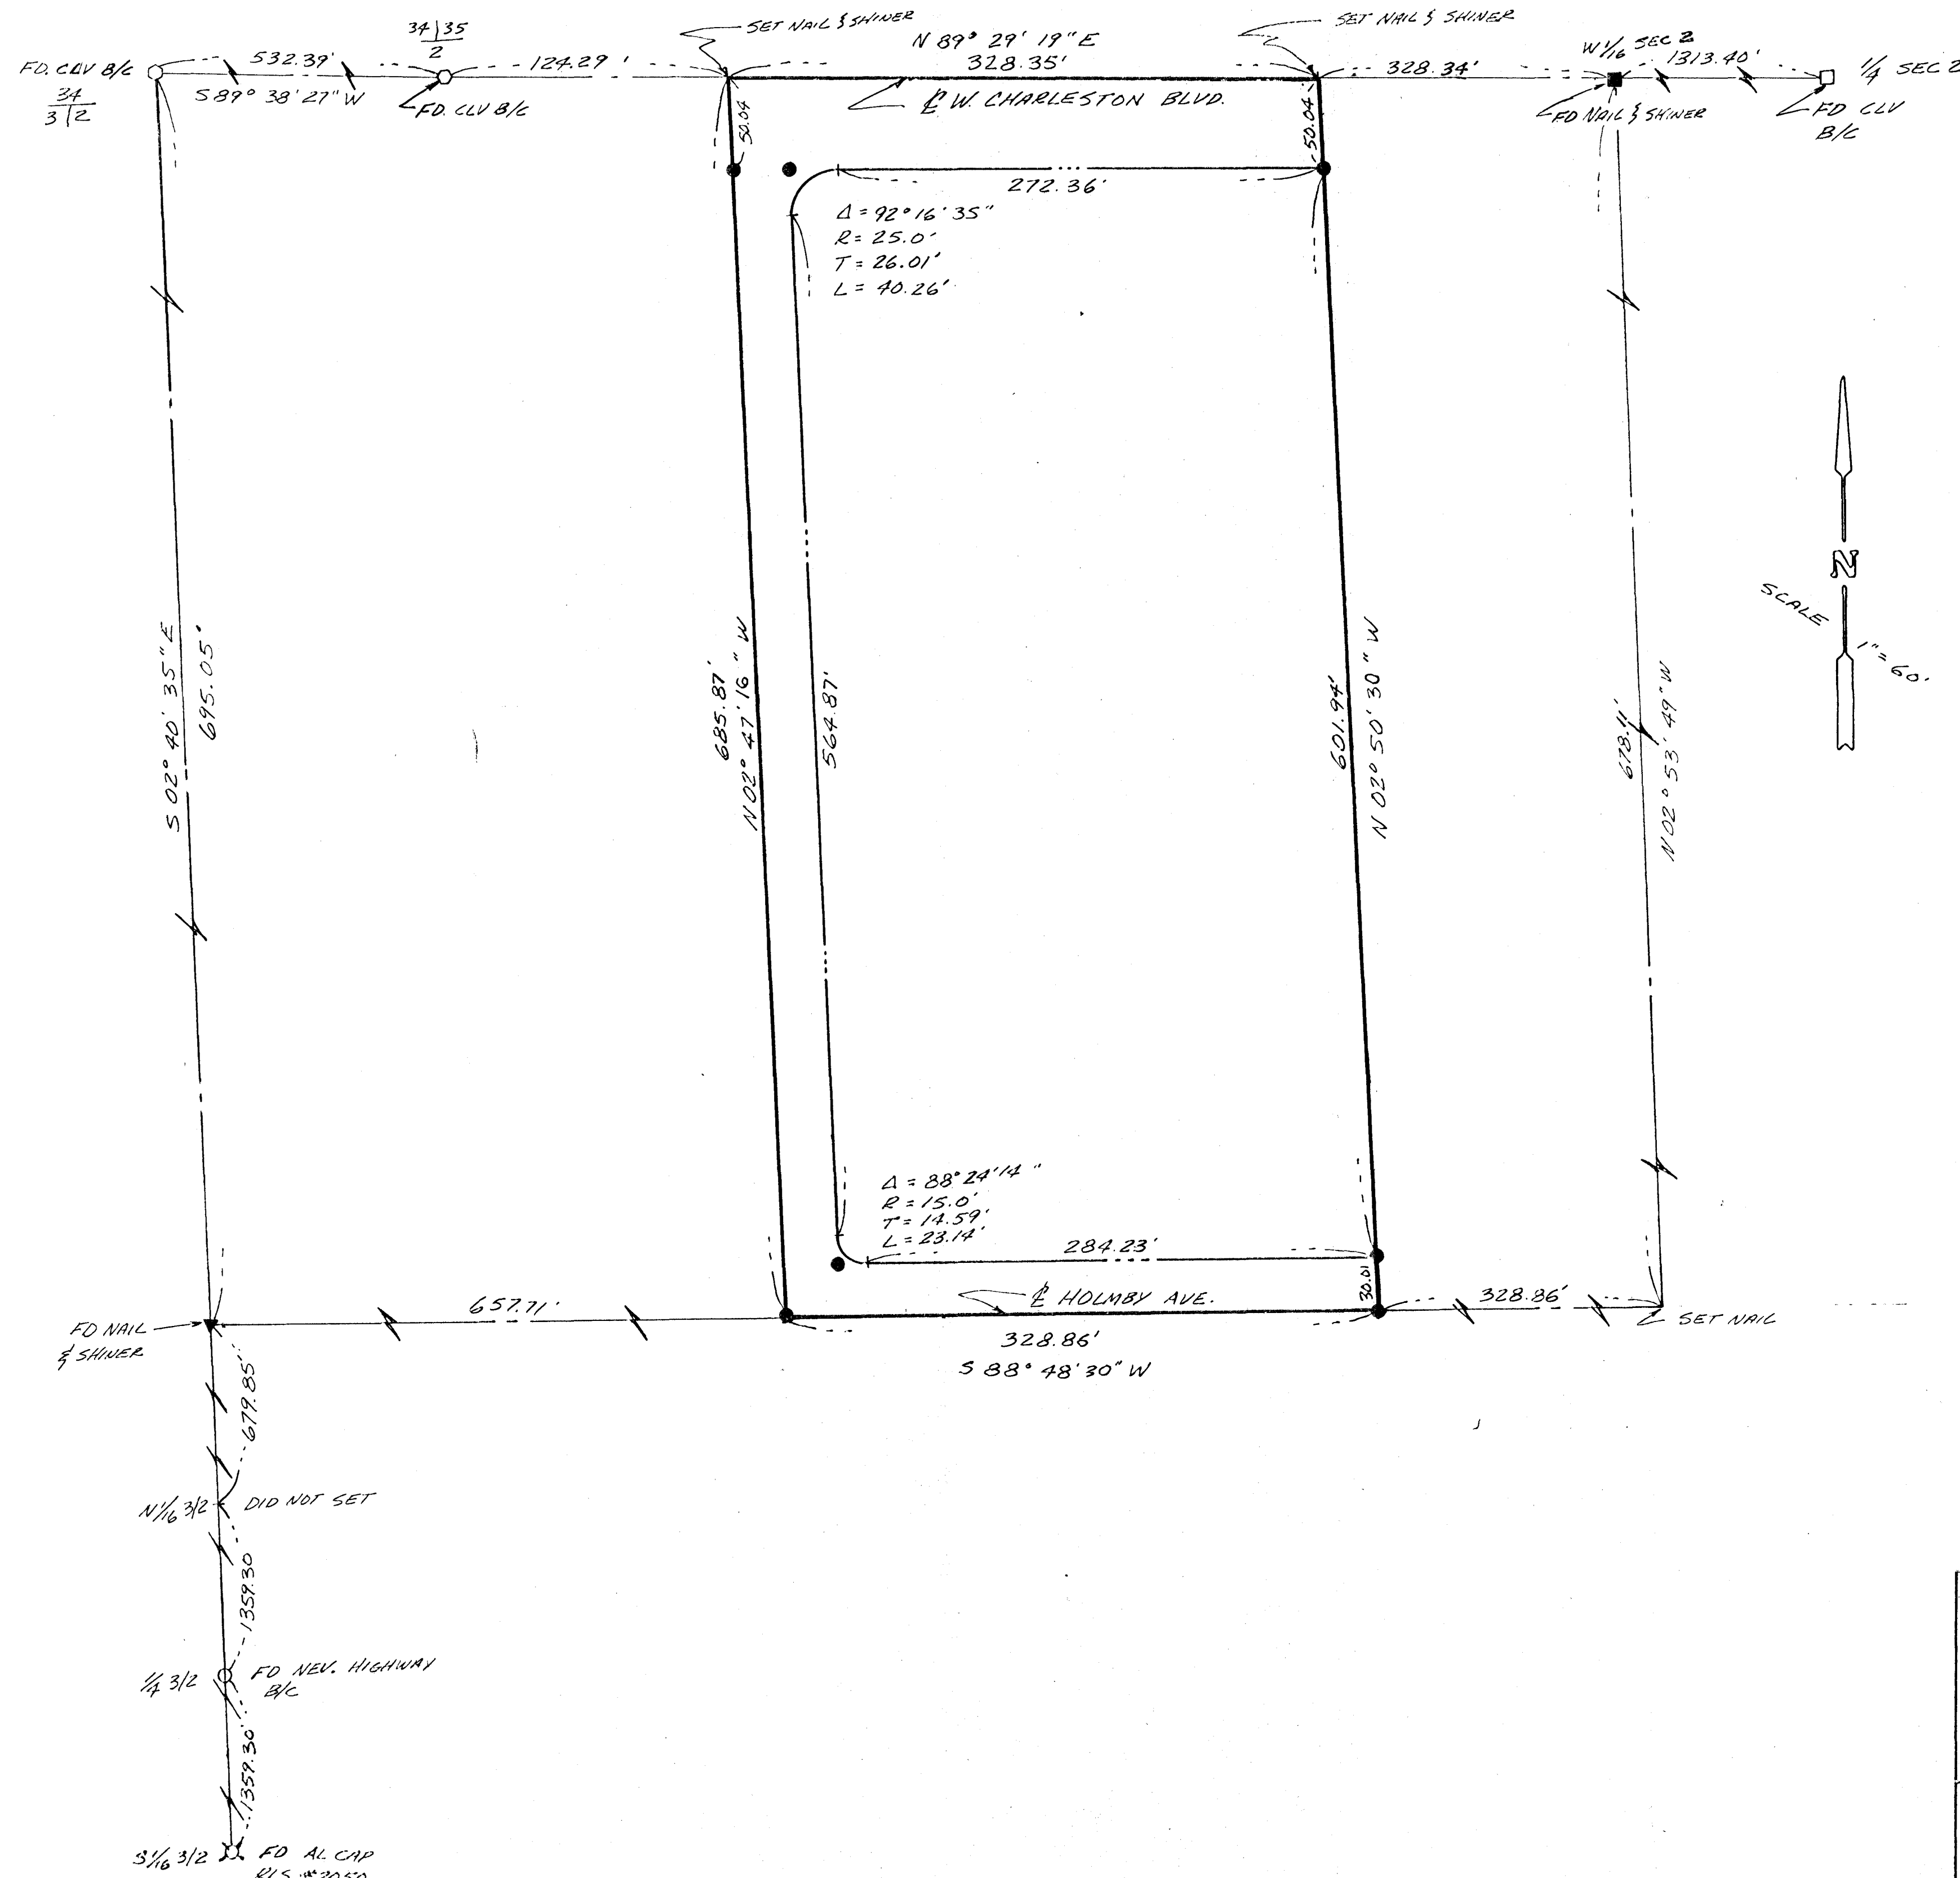 SET NAIL & SHINER
SET NAIL & SHINER
34|35
2
N 89° 29' 19" E
328.35'
W 1/16 SEC 2
FD. CLV B/C
34
3|2
532.39'
S 89° 38' 27" W
124.29'
FD. CLV B/C
℄ W. CHARLESTON BLVD.
328.34'
1313.40'
1/4 SEC 2
FD NAIL & SHINER
FD CLV
B/C
50.04
50.04
272.36'
Δ = 92° 16' 35"
R = 25.0'
T = 26.01'
L = 40.26'
N
SCALE
1" = 60'
S 02° 40' 35" E
695.05'
685.87'
N 02° 47' 16" W
564.87'
601.94'
N 02° 50' 30" W
678.11'
N 02° 53' 49" W
Δ = 88° 24' 14"
R = 15.0'
T = 14.59'
L = 23.14'
284.23'
30.01
℄ HOLMBY AVE.
657.71'
328.86'
FD NAIL
& SHINER
SET NAIL
328.86'
S 88° 48' 30" W
679.85'
N 1/16 3/2
DID NOT SET
1359.30
1/4 3/2
FD NEV. HIGHWAY
B/C
1359.30'
S 1/16 3/2
FD AL CAP